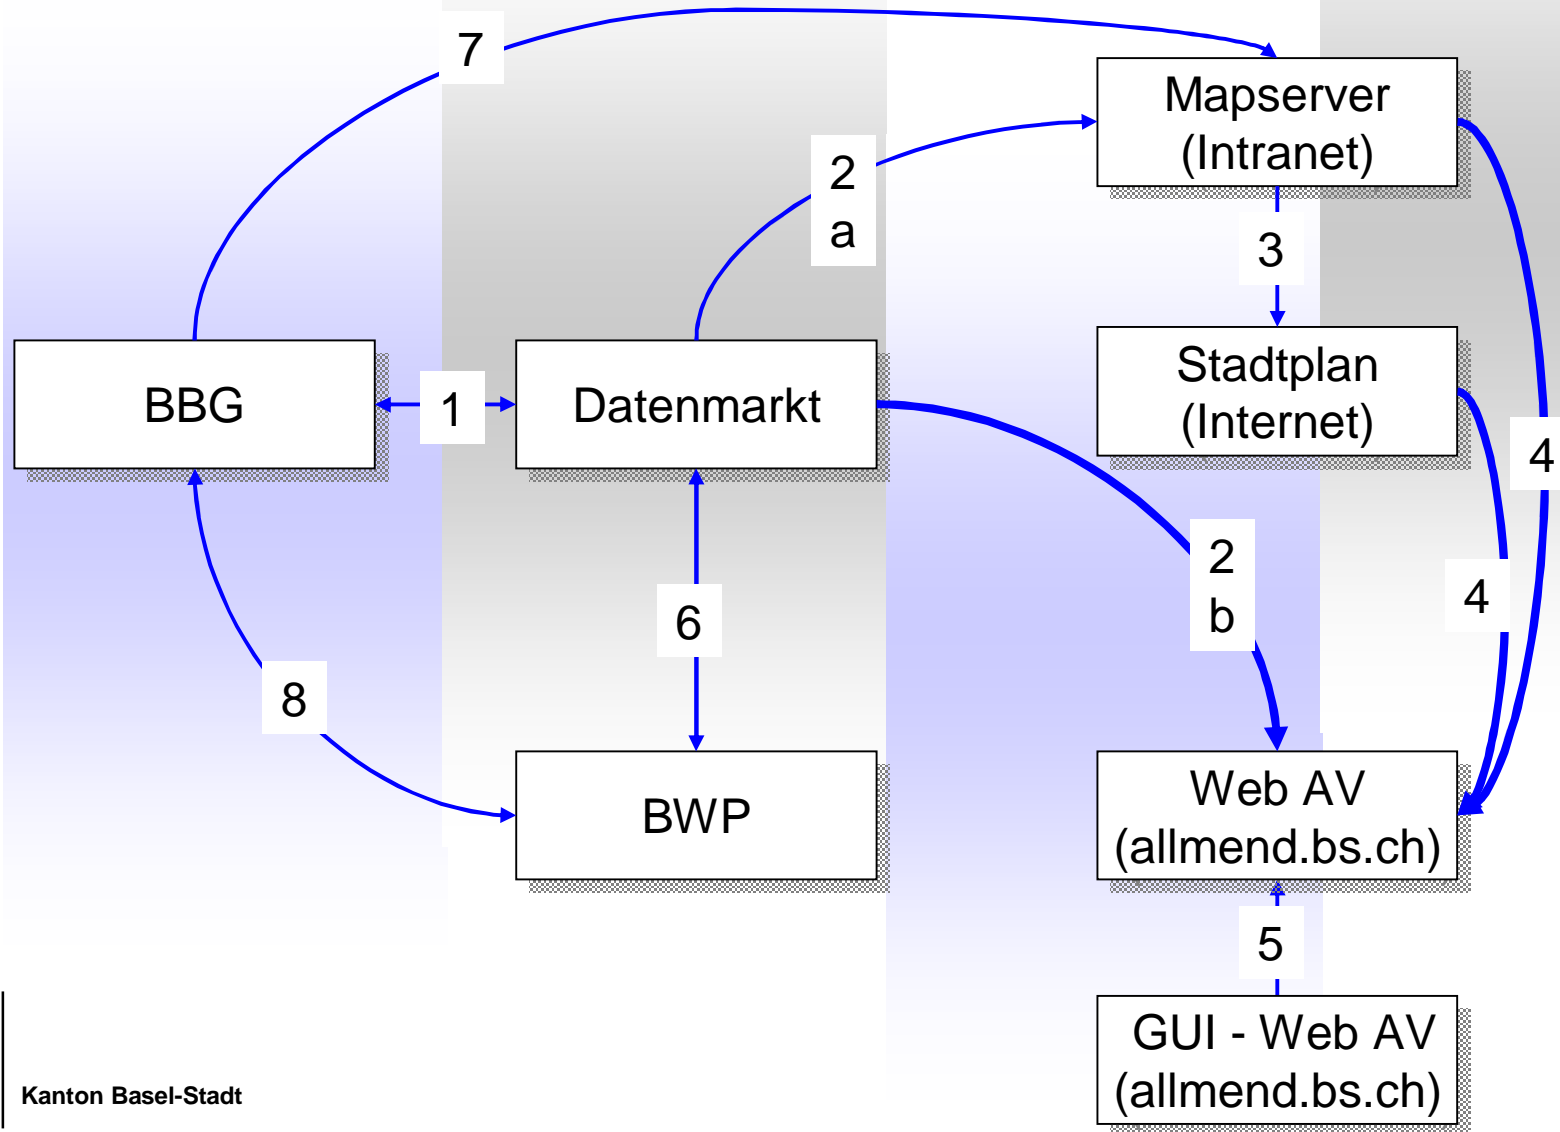 7
Mapserver
(Intranet)
2
a
3
BBG
1
Datenmarkt
Stadtplan
(Internet)
4
2
b
4
6
8
BWP
Web AV
(allmend.bs.ch)
5
GUI - Web AV
(allmend.bs.ch)
Kanton Basel-Stadt